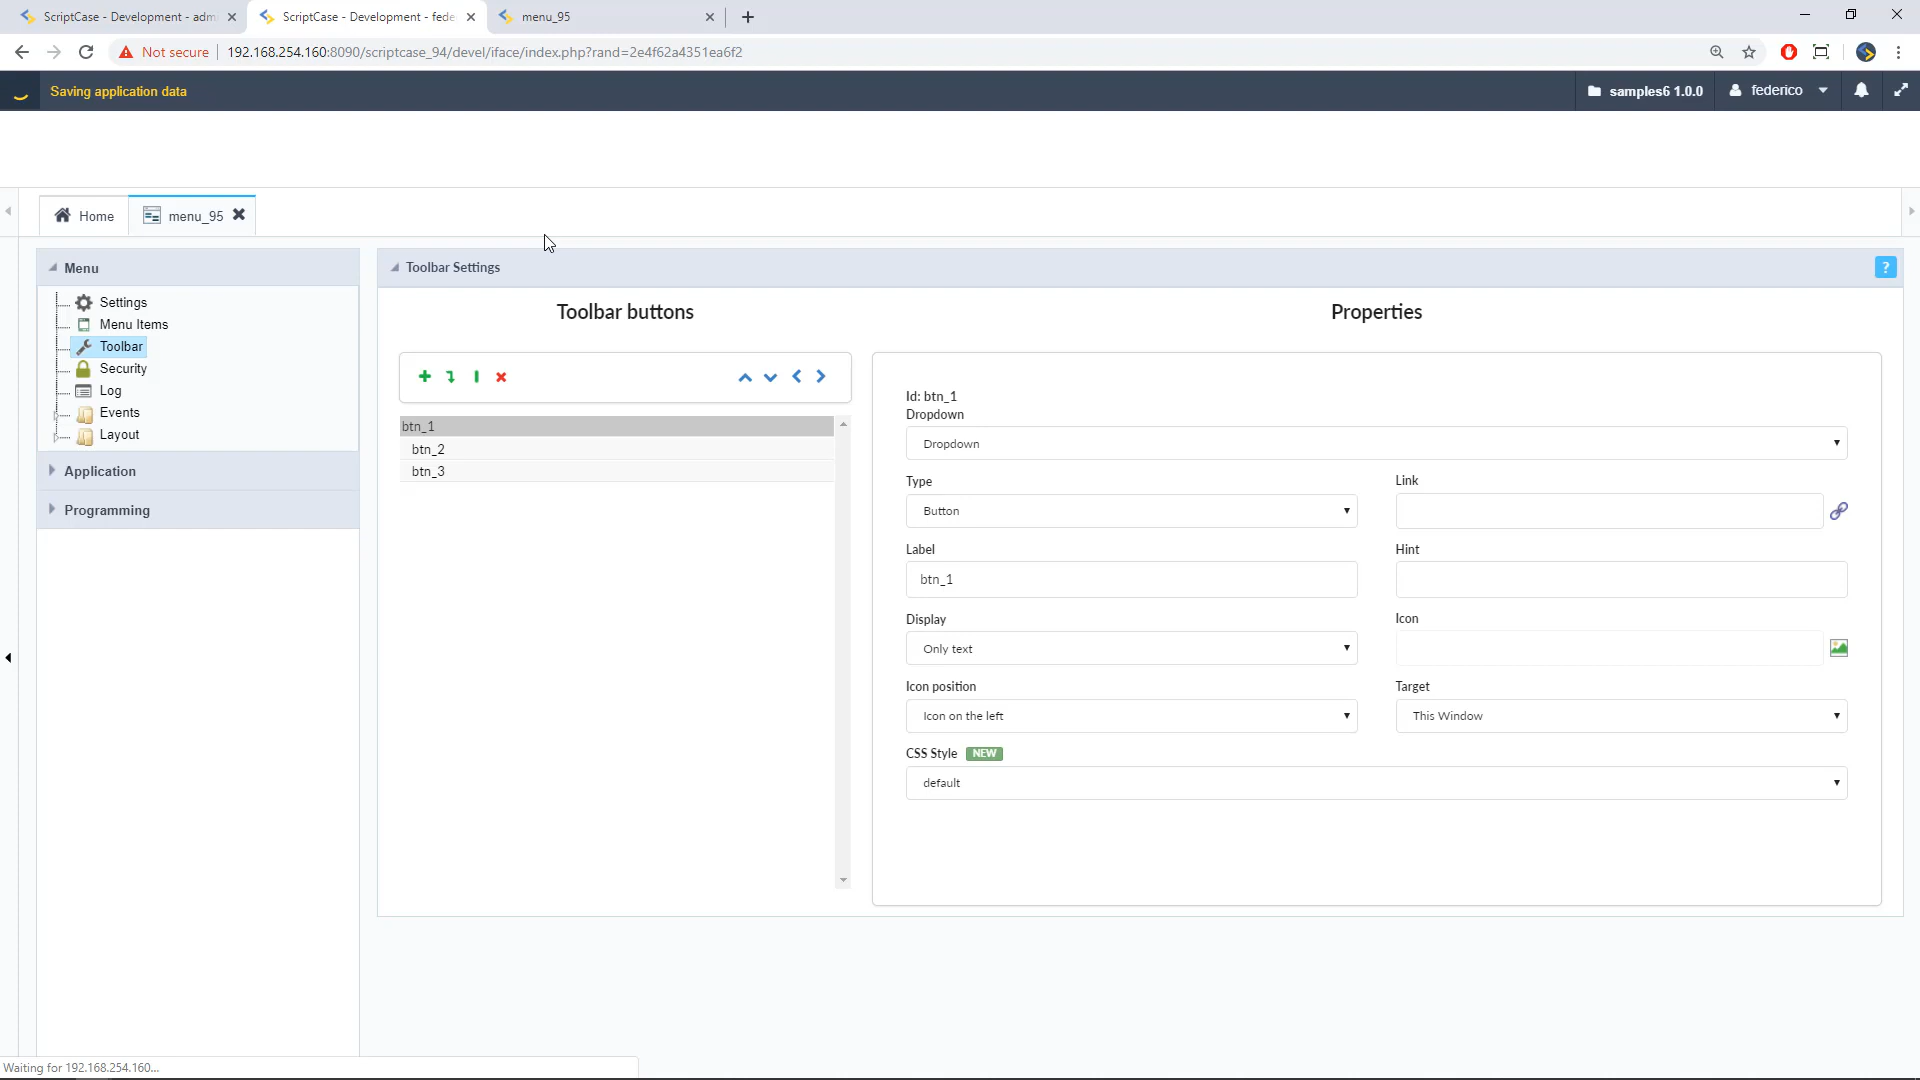 ScriptCase - Development - adm
ScriptCase - Development - fede
menu_95
Not secure
192.168.254.160:8090/scriptcase_94/devel/iface/index.php?rand=2e4f62a4351ea6f2
Saving application data
samples6 1.0.0
federico
Home
menu_95
Menu
Settings
Menu Items
Toolbar
Security
Log
Events
Layout
Application
Programming
Toolbar Settings
?
Toolbar buttons
Properties
btn_1
btn_2
btn_3
Id: btn_1
Dropdown
Dropdown
Type
Link
Button
Label
Hint
btn_1
Display
Icon
Only text
Icon position
Target
Icon on the left
This Window
CSS Style NEW
default
Waiting for 192.168.254.160...